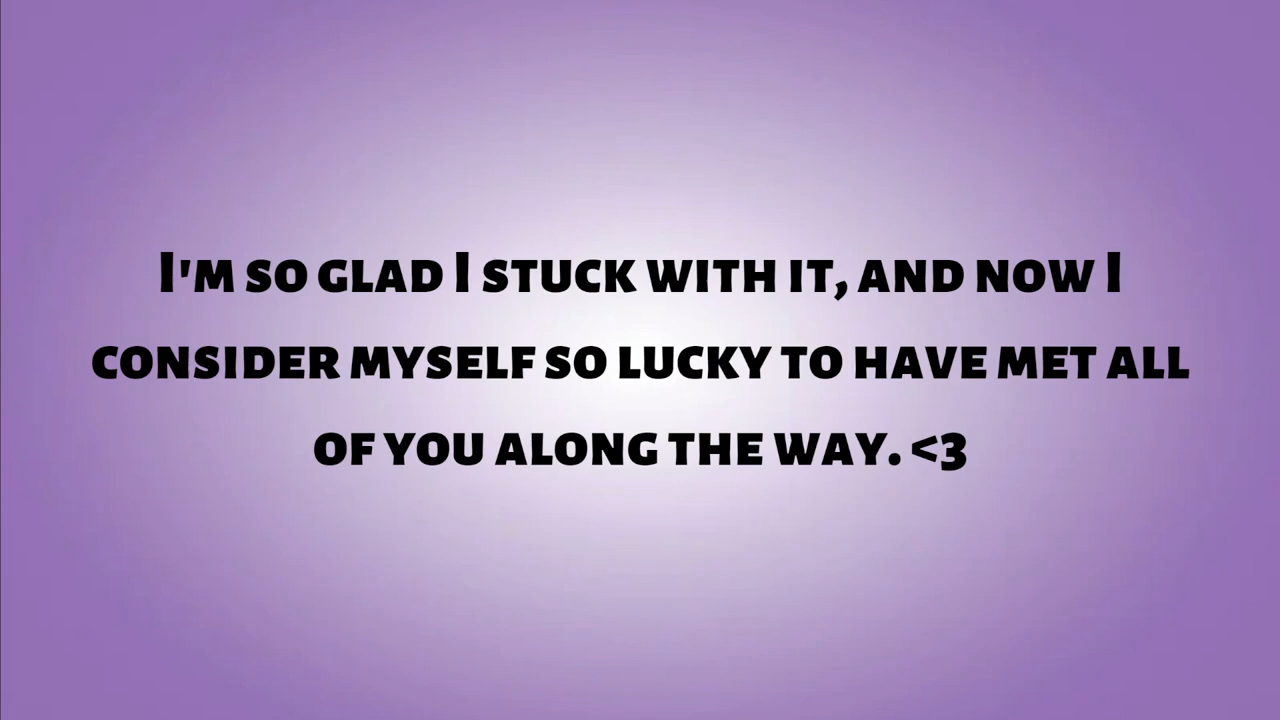 I'm so glad I stuck with it, and now I
consider myself so lucky to have met all
of you along the way. <3